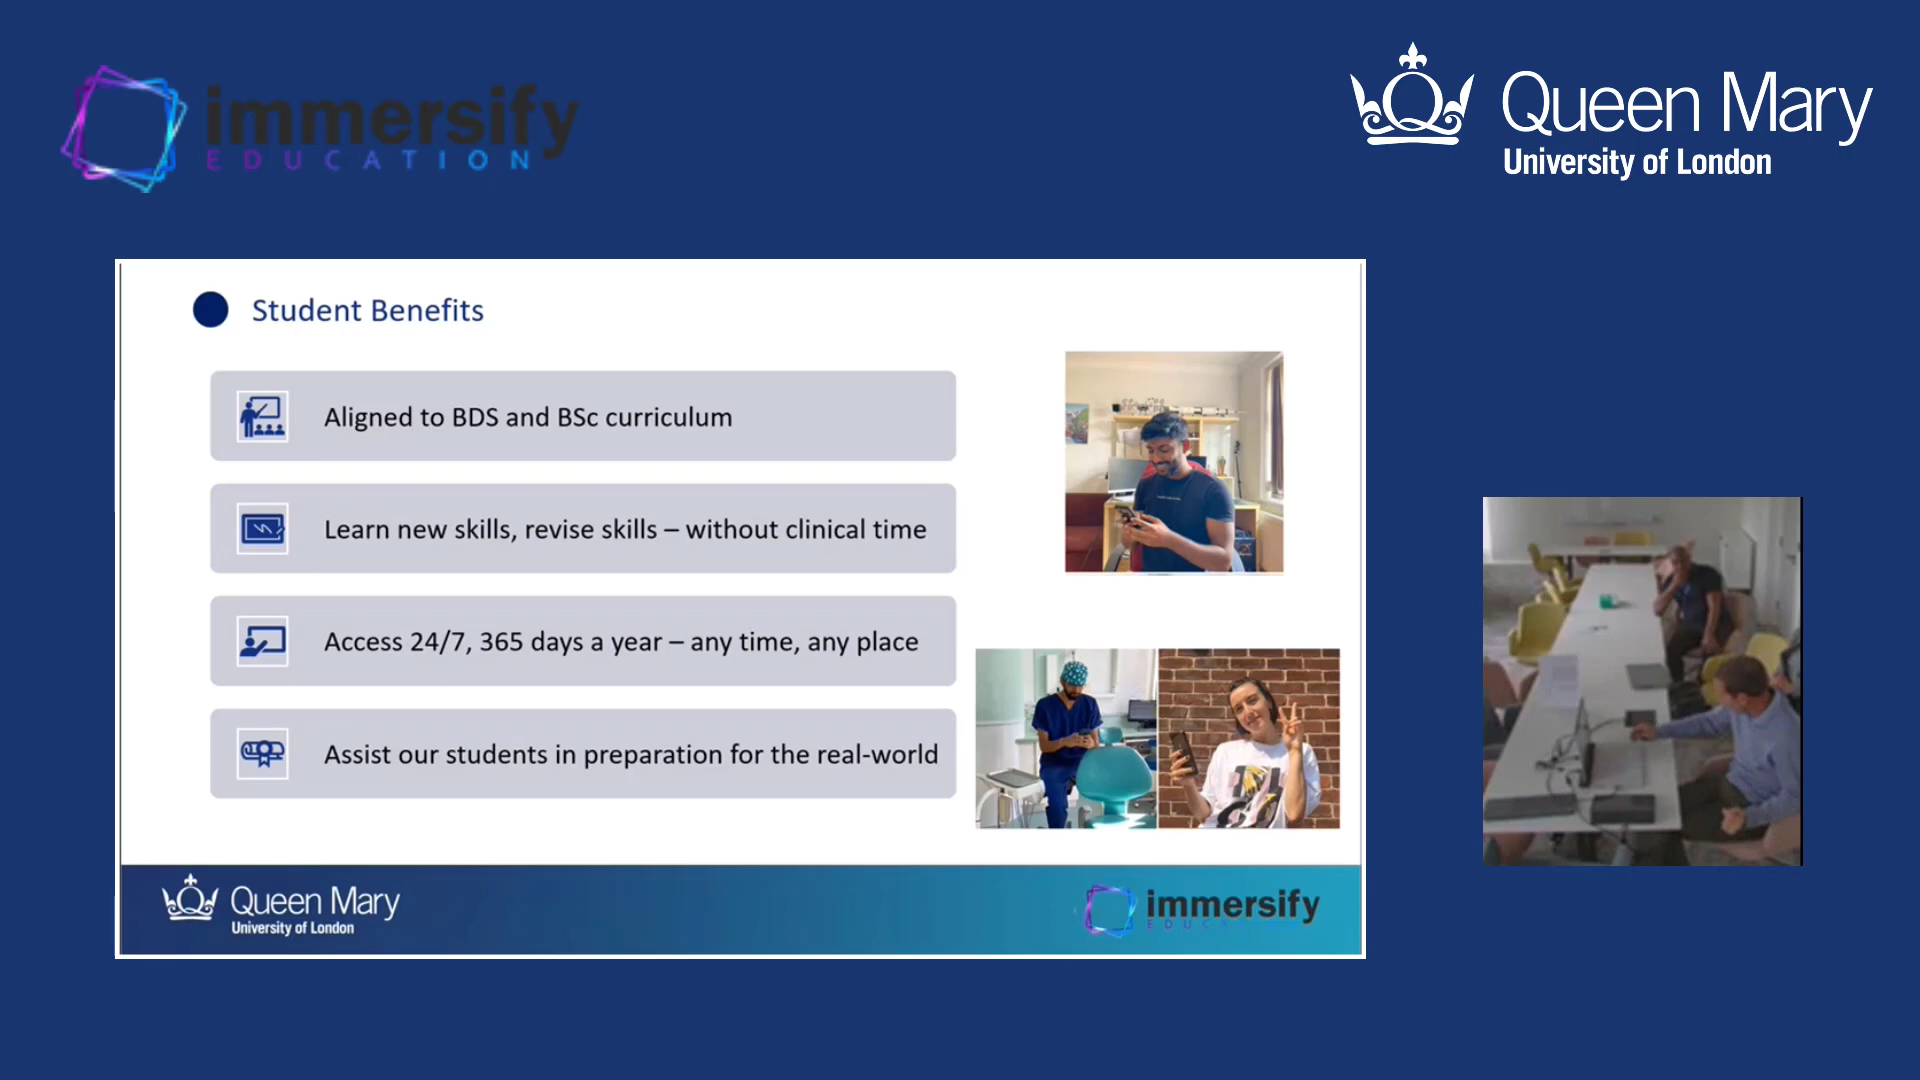 immersify
EDUCATION
Queen Mary
University of London
Student Benefits
Aligned to BDS and BSc curriculum
Learn new skills, revise skills – without clinical time
Access 24/7, 365 days a year – any time, any place
Assist our students in preparation for the real-world
Queen Mary
University of London
immersify
EDUCATION